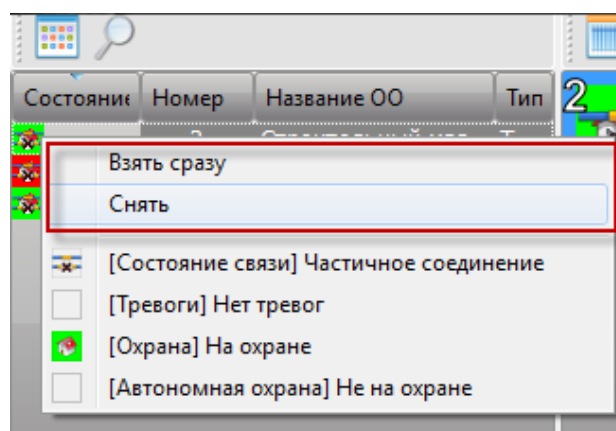 Состояние Номер Название ОО Тип 2
Взять сразу
Снять
[Состояние связи] Частичное соединение
[Тревоги] Нет тревог
[Охрана] На охране
[Автономная охрана] Не на охране